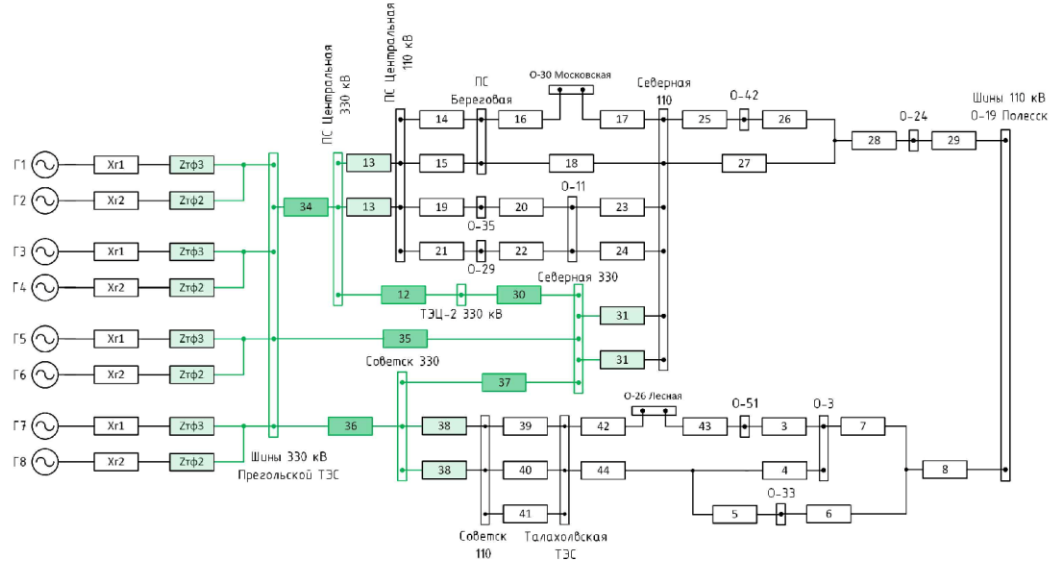 ПС Центральная
330 кВ
ПС Центральная
110 кВ
ПС
Береговая
О-30 Московская
Северная
110
О-42
О-24
Шины 110 кВ
О-19 Полесск
14
16
17
25
26
28
29
Г1
Xг1
Zтф3
13
15
18
27
Г2
Xг2
Zтф2
34
13
19
О-35
20
О-11
23
Г3
Xг1
Zтф3
21
О-29
22
24
Г4
Xг2
Zтф2
12
ТЭЦ-2 330 кВ
30
Северная 330
31
Г5
Xг1
Zтф3
35
31
Г6
Xг2
Zтф2
Советск 330
37
О-26 Лесная
О-51
О-3
Г7
Xг1
Zтф3
36
38
39
42
43
3
7
Г8
Xг2
Zтф2
Шины 330 кВ
Прегольской ТЭС
38
40
44
4
8
41
5
О-33
6
Советск
110
Талахолвская
ТЭС